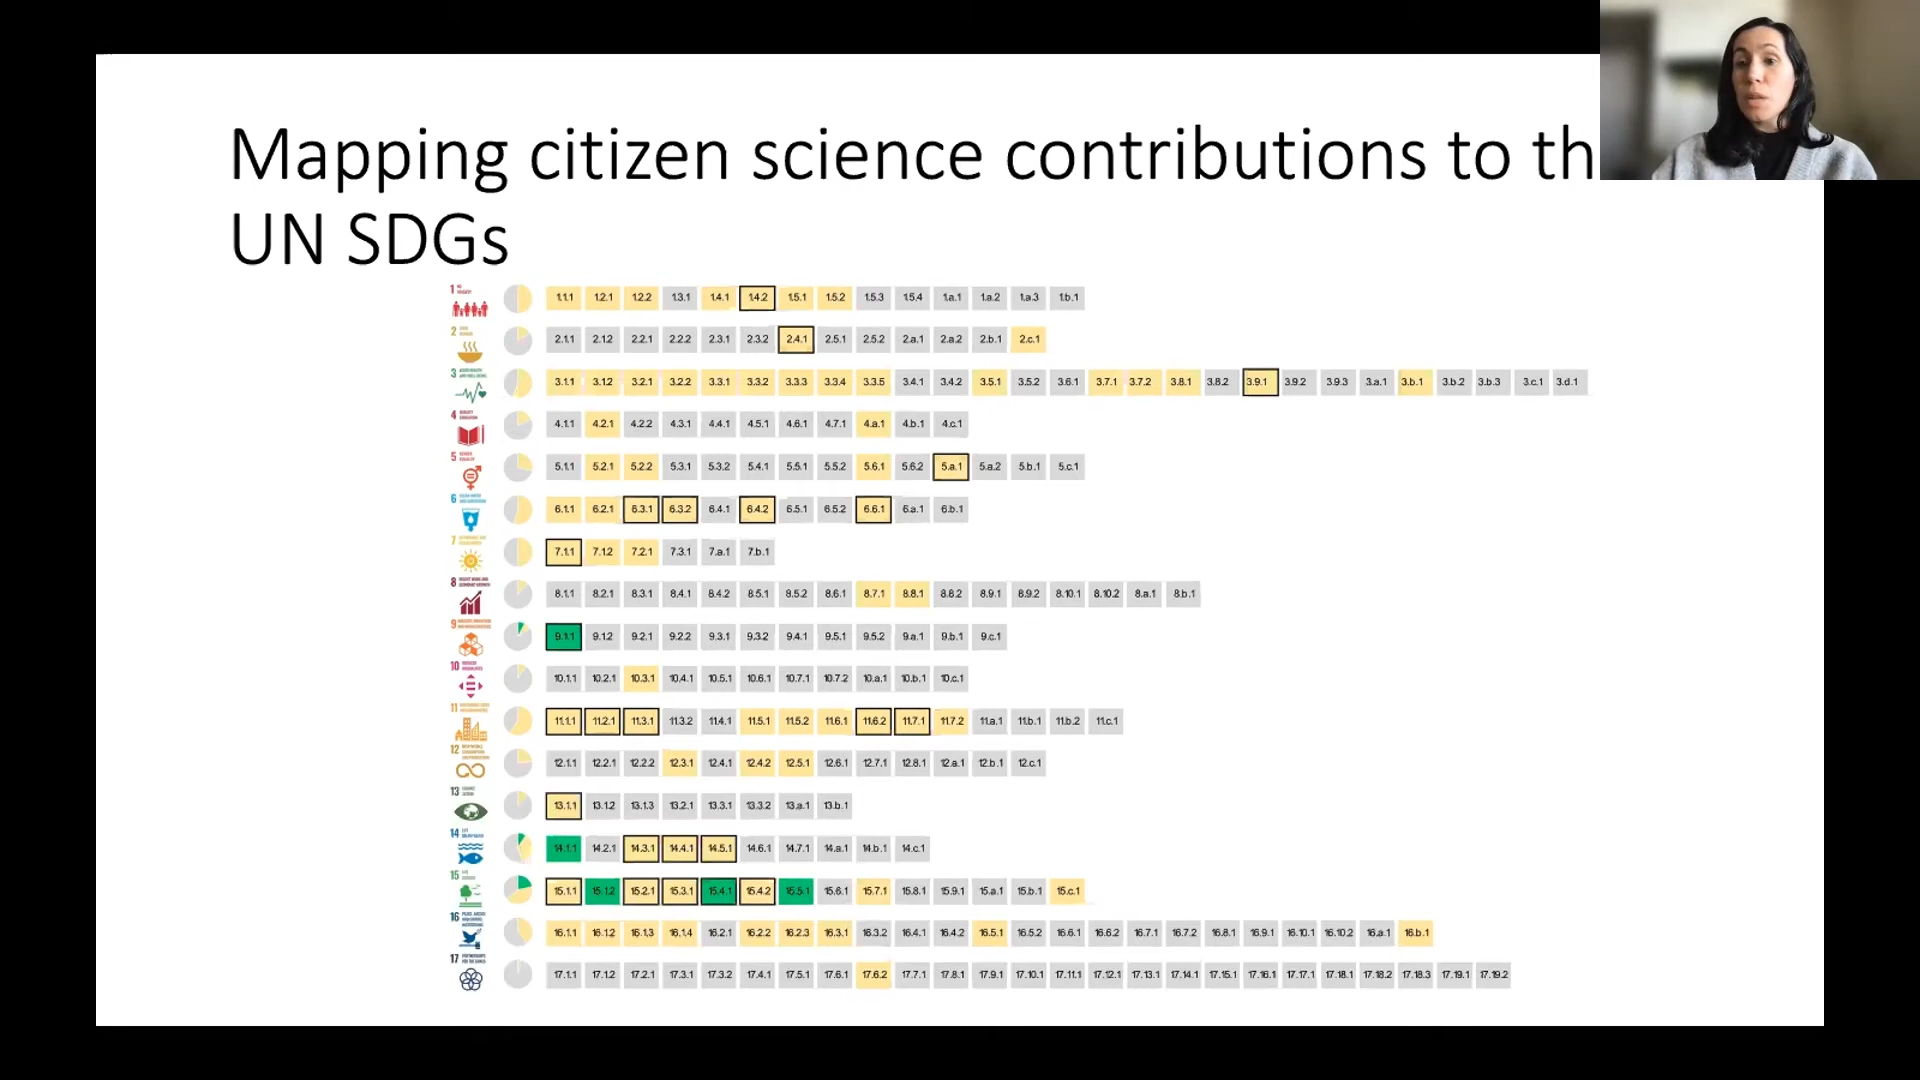 Mapping citizen science contributions to th
UN SDGs
1 1.1.1 1.2.1 1.2.2 1.3.1 1.4.1 1.4.2 1.5.1 1.5.2 1.5.3 1.5.4 1.a.1 1.a.2 1.a.3 1.b.1
2 2.1.1 2.1.2 2.2.1 2.2.2 2.3.1 2.3.2 2.4.1 2.5.1 2.5.2 2.a.1 2.a.2 2.b.1 2.c.1
3 3.1.1 3.1.2 3.2.1 3.2.2 3.3.1 3.3.2 3.3.3 3.3.4 3.3.5 3.4.1 3.4.2 3.5.1 3.5.2 3.6.1 3.7.1 3.7.2 3.8.1 3.8.2 3.9.1 3.9.2 3.9.3 3.a.1 3.b.1 3.b.2 3.b.3 3.c.1 3.d.1
4 4.1.1 4.2.1 4.2.2 4.3.1 4.4.1 4.5.1 4.6.1 4.7.1 4.a.1 4.b.1 4.c.1
5 5.1.1 5.2.1 5.2.2 5.3.1 5.3.2 5.4.1 5.5.1 5.5.2 5.6.1 5.6.2 5.a.1 5.a.2 5.b.1 5.c.1
6 6.1.1 6.2.1 6.3.1 6.3.2 6.4.1 6.4.2 6.5.1 6.5.2 6.6.1 6.a.1 6.b.1
7 7.1.1 7.1.2 7.2.1 7.3.1 7.a.1 7.b.1
8 8.1.1 8.2.1 8.3.1 8.4.1 8.4.2 8.5.1 8.5.2 8.6.1 8.7.1 8.8.1 8.8.2 8.9.1 8.9.2 8.10.1 8.10.2 8.a.1 8.b.1
9 9.1.1 9.1.2 9.2.1 9.2.2 9.3.1 9.3.2 9.4.1 9.5.1 9.5.2 9.a.1 9.b.1 9.c.1
10 10.1.1 10.2.1 10.3.1 10.4.1 10.5.1 10.6.1 10.7.1 10.7.2 10.a.1 10.b.1 10.c.1
11 11.1.1 11.2.1 11.3.1 11.3.2 11.4.1 11.5.1 11.5.2 11.6.1 11.6.2 11.7.1 11.7.2 11.a.1 11.b.1 11.b.2 11.c.1
12 12.1.1 12.2.1 12.2.2 12.3.1 12.4.1 12.4.2 12.5.1 12.6.1 12.7.1 12.8.1 12.a.1 12.b.1 12.c.1
13 13.1.1 13.1.2 13.1.3 13.2.1 13.3.1 13.3.2 13.a.1 13.b.1
14 14.1.1 14.2.1 14.3.1 14.4.1 14.5.1 14.6.1 14.7.1 14.a.1 14.b.1 14.c.1
15 15.1.1 15.1.2 15.2.1 15.3.1 15.4.1 15.4.2 15.5.1 15.6.1 15.7.1 15.8.1 15.9.1 15.a.1 15.b.1 15.c.1
16 16.1.1 16.1.2 16.1.3 16.1.4 16.2.1 16.2.2 16.2.3 16.3.1 16.3.2 16.4.1 16.4.2 16.5.1 16.5.2 16.6.1 16.6.2 16.7.1 16.7.2 16.8.1 16.9.1 16.10.1 16.10.2 16.a.1 16.b.1
17 17.1.1 17.1.2 17.2.1 17.3.1 17.3.2 17.4.1 17.5.1 17.6.1 17.6.2 17.7.1 17.8.1 17.9.1 17.10.1 17.11.1 17.12.1 17.13.1 17.14.1 17.15.1 17.16.1 17.17.1 17.18.1 17.18.2 17.18.3 17.19.1 17.19.2